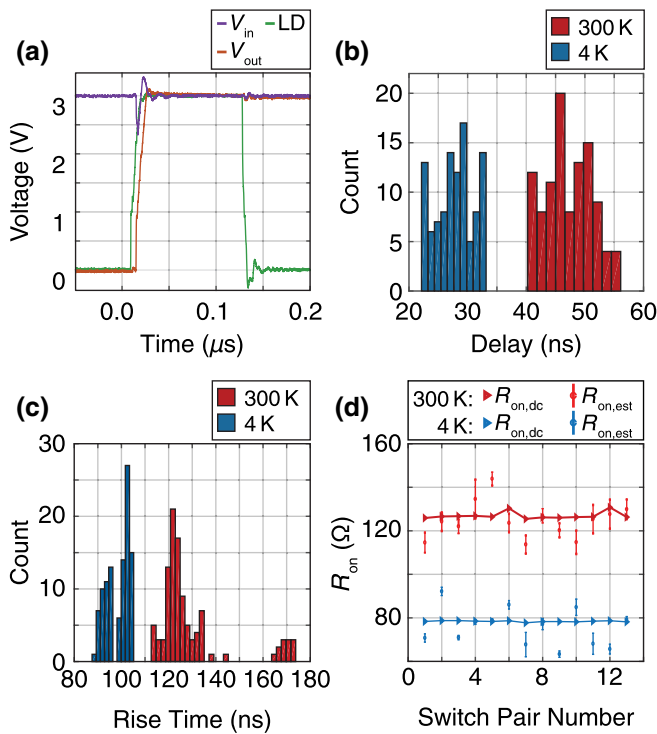 (a)
V_in LD
V_out
Voltage (V)
3
2
1
0
0.0 0.1 0.2
Time (μs)
(b)
300 K
4 K
Count
20
15
10
5
0
20 30 40 50 60
Delay (ns)
(c)
300 K
4 K
Count
30
20
10
0
80 100 120 140 160 180
Rise Time (ns)
(d)
300 K: R_on,dc R_on,est
4 K: R_on,dc R_on,est
R_on (Ω)
160
120
80
0 4 8 12
Switch Pair Number